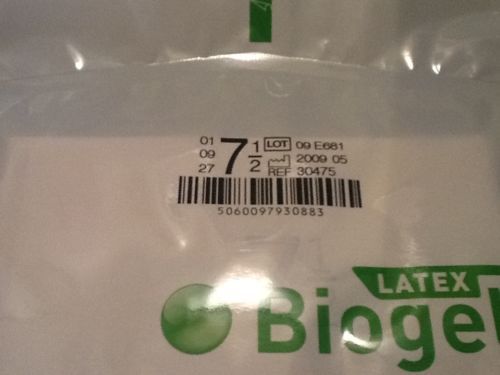 01
09
27
7 1/2
LOT 09 E681
2009 05
REF 30475
5060097930883
LATEX
Biogel